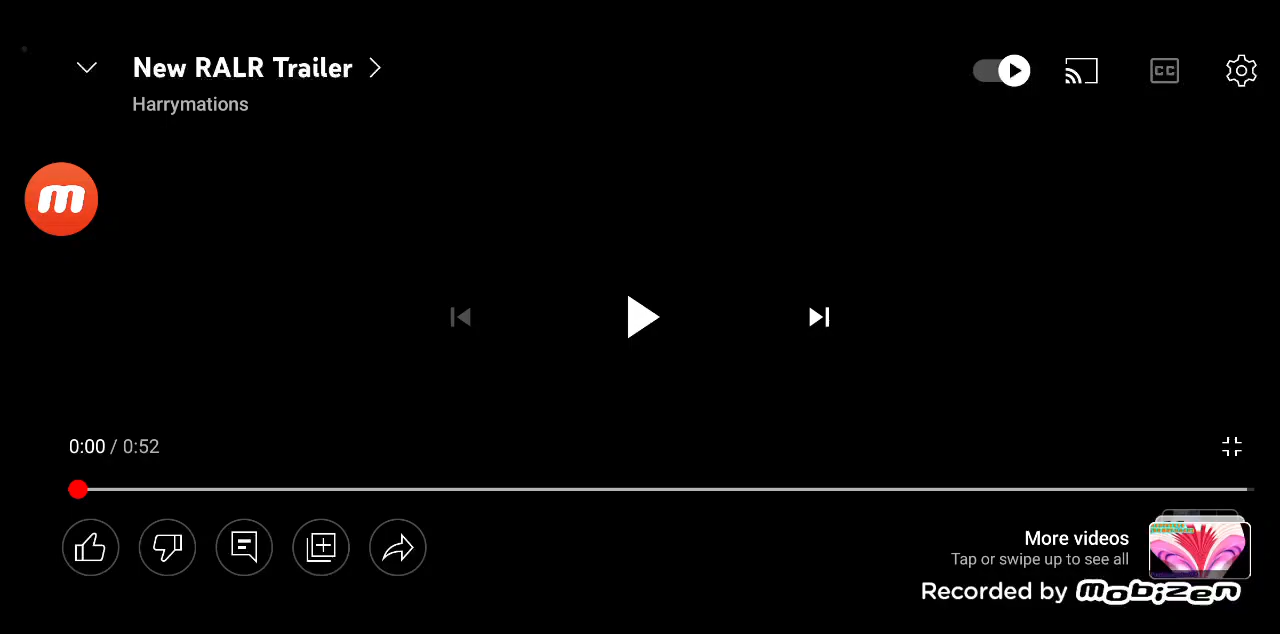 New RALR Trailer
Harrymations
CC
m
0:00 / 0:52
More videos
Tap or swipe up to see all
Recorded by mobizen